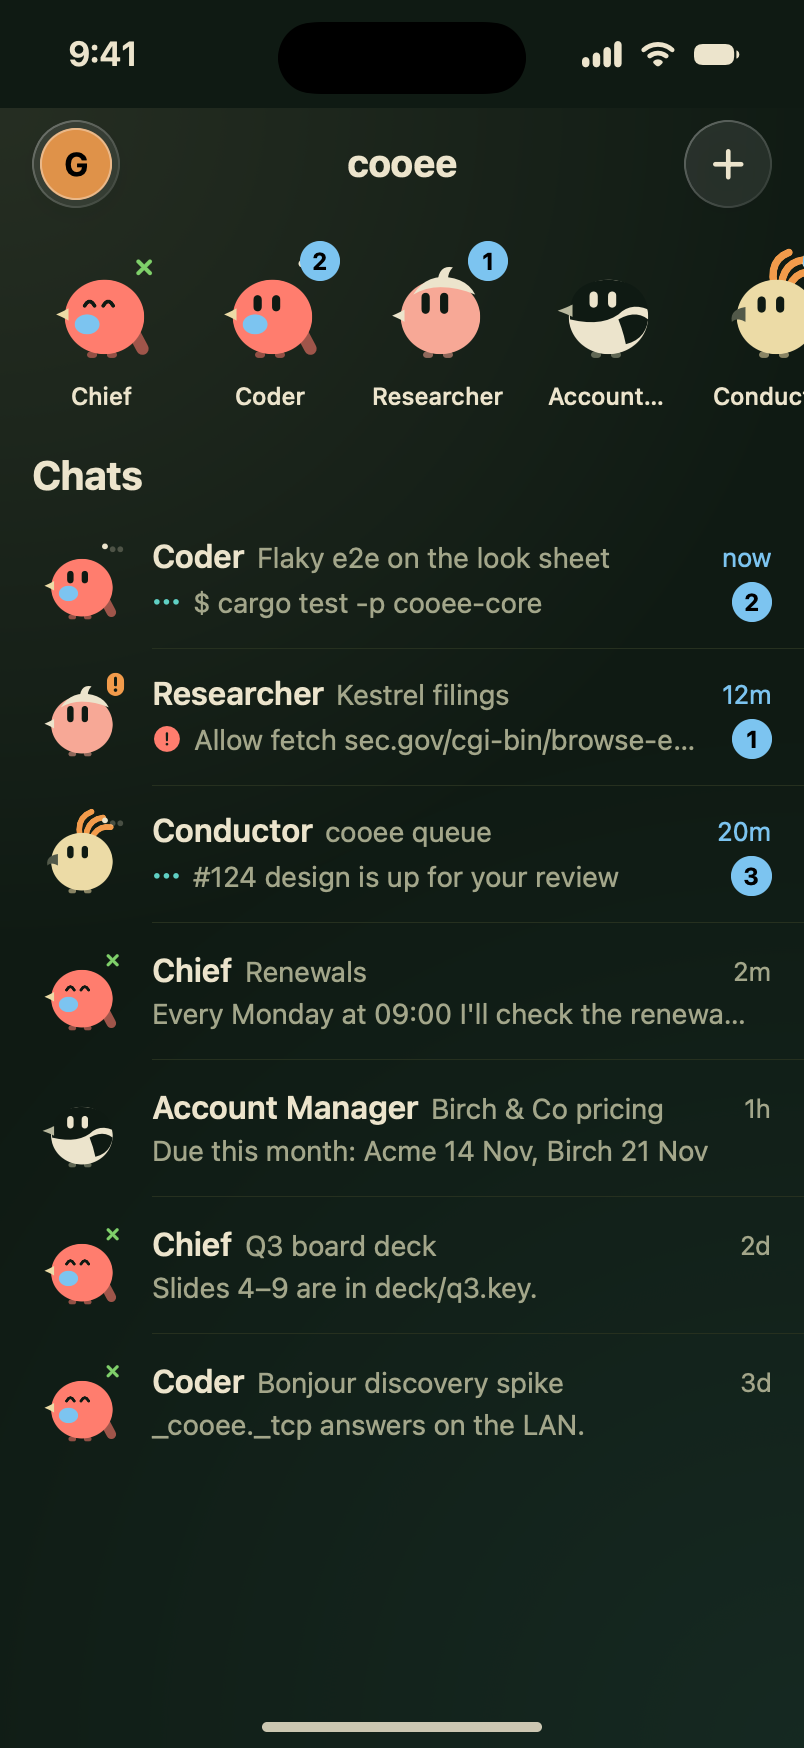 9:41
G
cooee
+
2
1
Chief
Coder
Researcher
Account...
Conduc
Chats
Coder Flaky e2e on the look sheet now
··· $ cargo test -p cooee-core 2
Researcher Kestrel filings 12m
! Allow fetch sec.gov/cgi-bin/browse-e... 1
Conductor cooee queue 20m
··· #124 design is up for your review 3
Chief Renewals 2m
Every Monday at 09:00 I'll check the renewa...
Account Manager Birch & Co pricing 1h
Due this month: Acme 14 Nov, Birch 21 Nov
Chief Q3 board deck 2d
Slides 4–9 are in deck/q3.key.
Coder Bonjour discovery spike 3d
_cooee._tcp answers on the LAN.